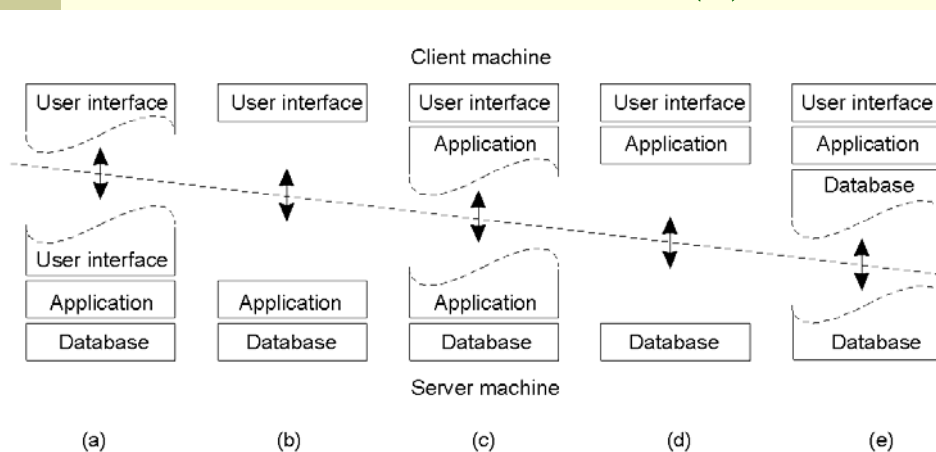 Client machine
User interface User interface User interface User interface User interface
Application Application Application
Database
User interface
Application Application Application
Database Database Database Database Database
Server machine
(a) (b) (c) (d) (e)